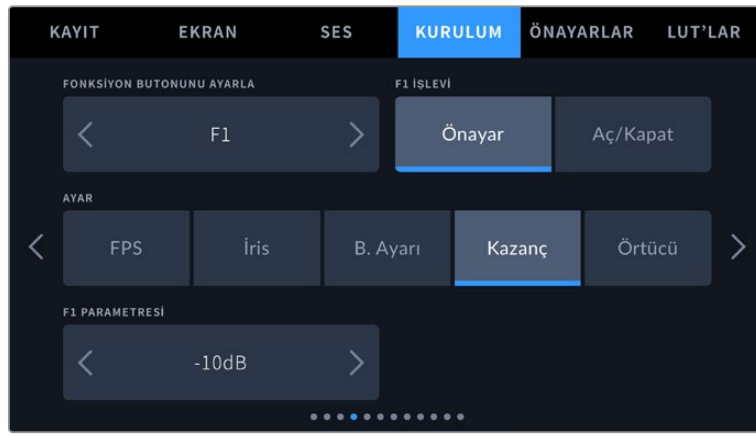 KAYIT EKRAN SES KURULUM ÖNAYARLAR LUT'LAR
FONKSİYON BUTONUNU AYARLA F1 İŞLEVİ
F1 Önayar Aç/Kapat
AYAR
FPS İris B. Ayarı Kazanç Örtücü
F1 PARAMETRESİ
-10dB